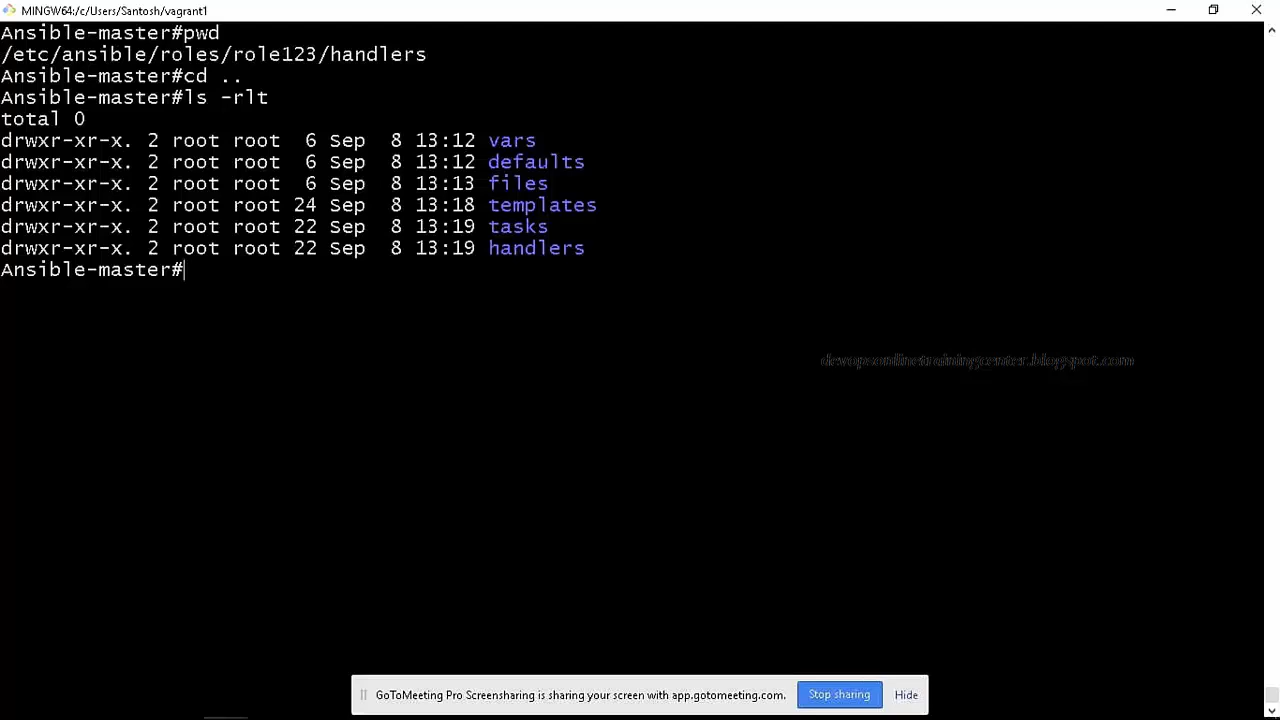 MINGW64:/c/Users/Santosh/vagrant1
Ansible-master#pwd
/etc/ansible/roles/role123/handlers
Ansible-master#cd ..
Ansible-master#ls -rlt
total 0
drwxr-xr-x. 2 root root  6 Sep  8 13:12 vars
drwxr-xr-x. 2 root root  6 Sep  8 13:12 defaults
drwxr-xr-x. 2 root root  6 Sep  8 13:13 files
drwxr-xr-x. 2 root root 24 Sep  8 13:18 templates
drwxr-xr-x. 2 root root 22 Sep  8 13:19 tasks
drwxr-xr-x. 2 root root 22 Sep  8 13:19 handlers
Ansible-master#
devopsonlinetrainingcenter.blogspot.com
GoToMeeting Pro Screensharing is sharing your screen with app.gotomeeting.com. Stop sharing Hide